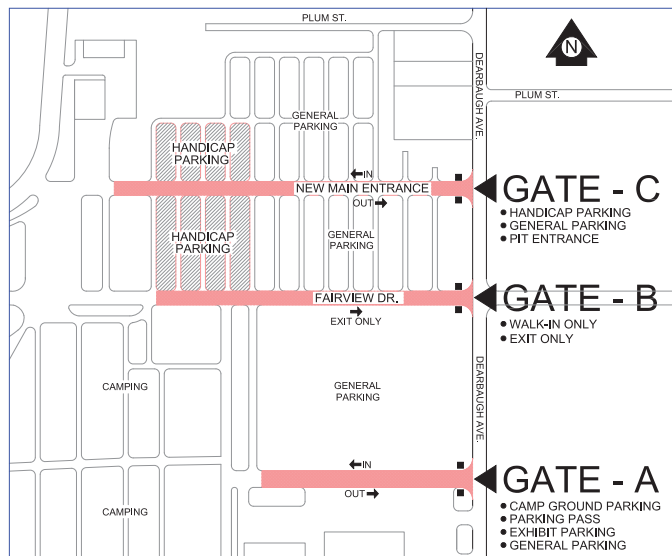 PLUM ST.
N
DEARBAUGH AVE.
PLUM ST.
GENERAL
PARKING
HANDICAP
PARKING
IN
NEW MAIN ENTRANCE
OUT
GATE - C
• HANDICAP PARKING
• GENERAL PARKING
• PIT ENTRANCE
HANDICAP
PARKING
GENERAL
PARKING
FAIRVIEW DR.
EXIT ONLY
GATE - B
• WALK-IN ONLY
• EXIT ONLY
CAMPING
GENERAL
PARKING
DEARBAUGH AVE.
IN
OUT
GATE - A
• CAMP GROUND PARKING
• PARKING PASS
• EXHIBIT PARKING
• GENERAL PARKING
CAMPING